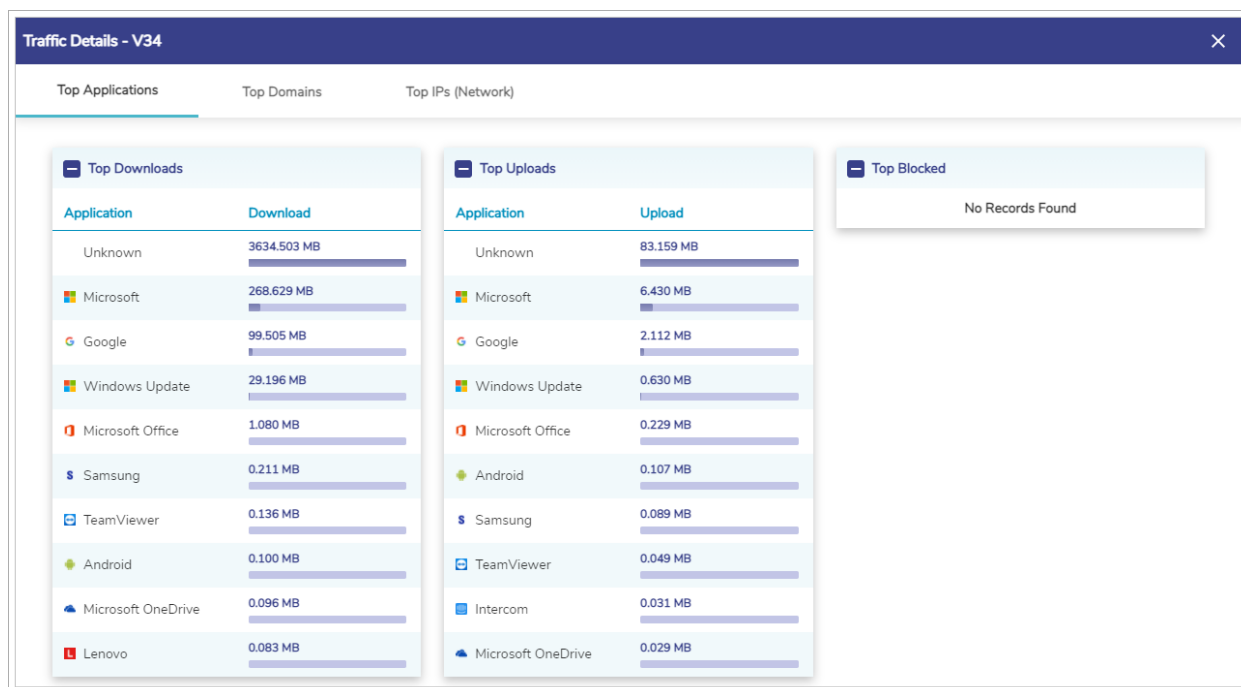 Traffic Details - V34
Top Applications Top Domains Top IPs (Network)
Top Downloads
Application Download
Unknown 3634.503 MB
Microsoft 268.629 MB
Google 99.505 MB
Windows Update 29.196 MB
Microsoft Office 1.080 MB
Samsung 0.211 MB
TeamViewer 0.136 MB
Android 0.100 MB
Microsoft OneDrive 0.096 MB
Lenovo 0.083 MB
Top Uploads
Application Upload
Unknown 83.159 MB
Microsoft 6.430 MB
Google 2.112 MB
Windows Update 0.630 MB
Microsoft Office 0.229 MB
Android 0.107 MB
Samsung 0.089 MB
TeamViewer 0.049 MB
Intercom 0.031 MB
Microsoft OneDrive 0.029 MB
Top Blocked
No Records Found